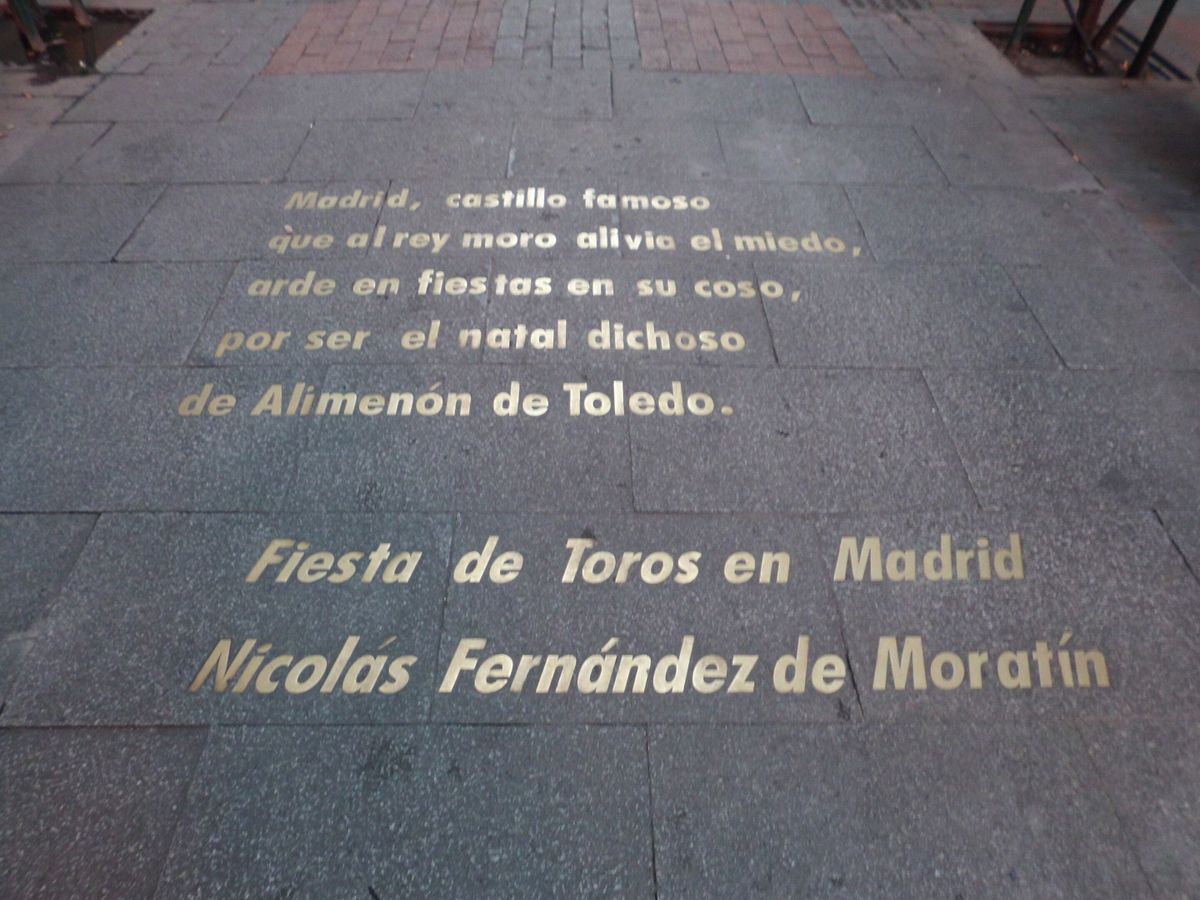 Madrid, castillo famoso
que al rey moro alivia el miedo,
arde en fiestas en su coso,
por ser el natal dichoso
de Alimenón de Toledo.
Fiesta de Toros en Madrid
Nicolás Fernández de Moratín